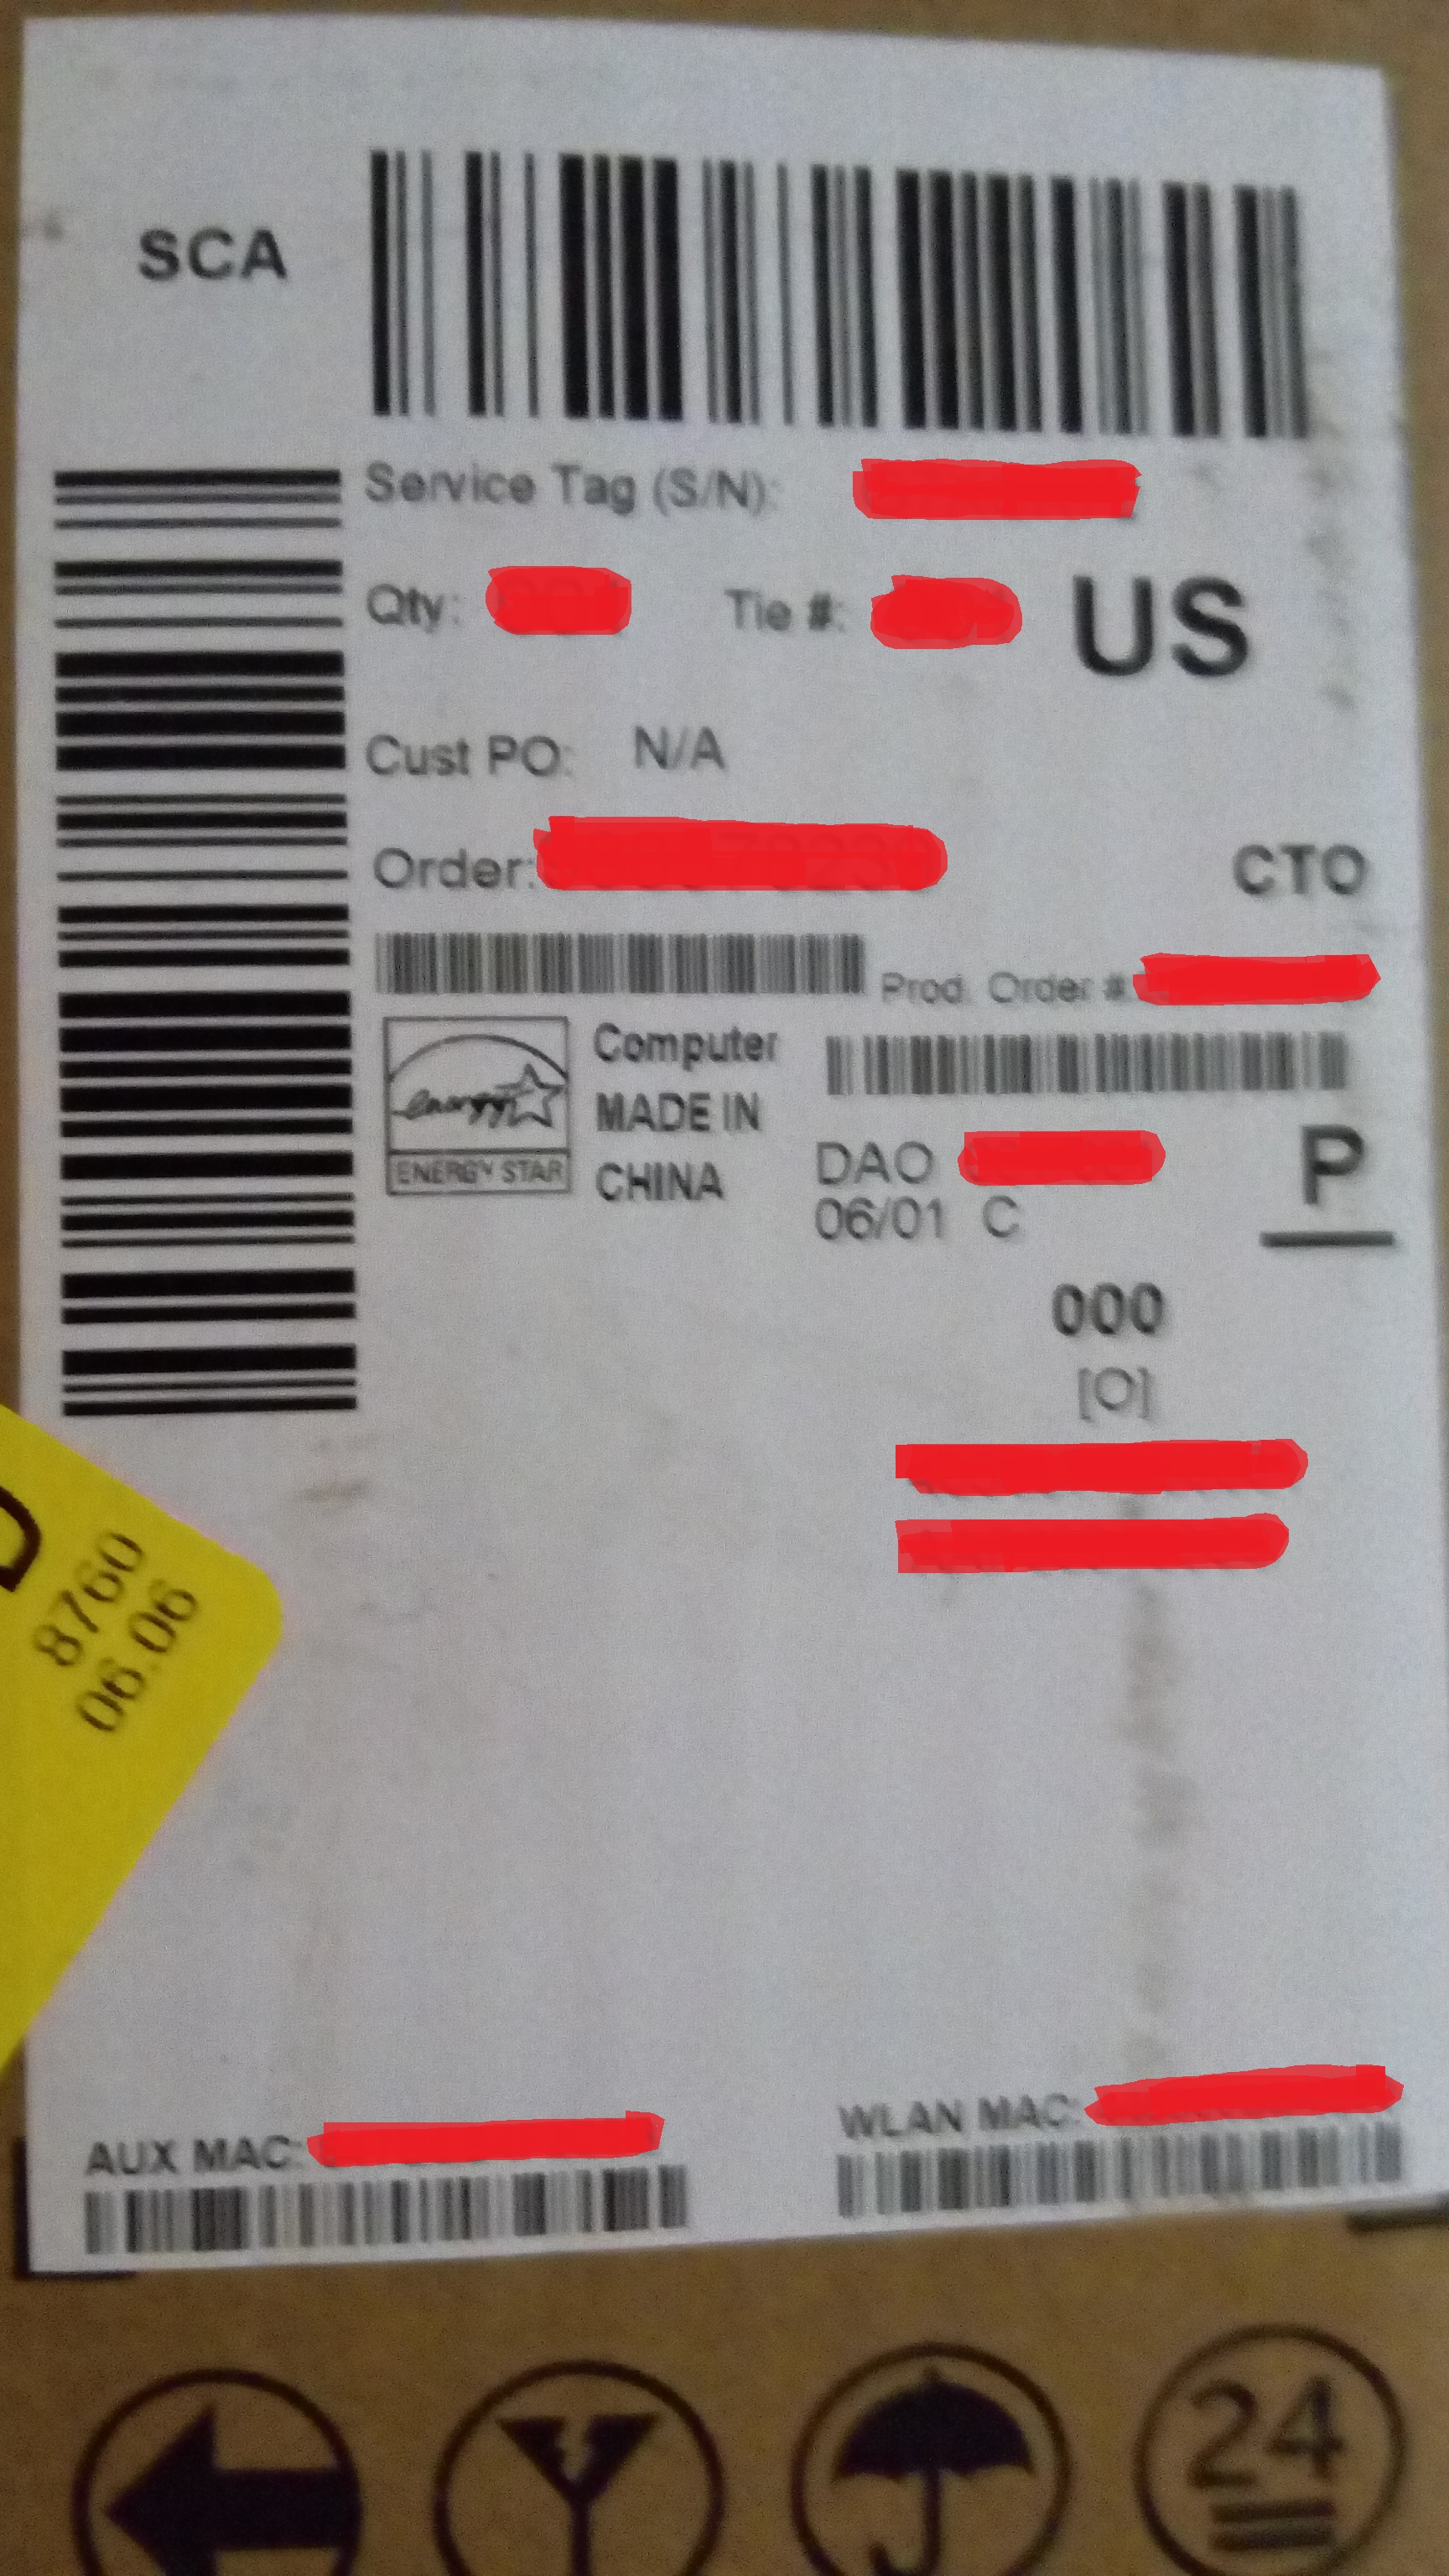 SCA
Service Tag (S/N):
Qty: Tie #: US
Cust PO: N/A
Order: CTO
Prod. Order #
energy
ENERGY STAR
Computer
MADE IN
CHINA
DAO
06/01 C
P
000
[O]
8760
06.06
AUX MAC:
WLAN MAC:
24